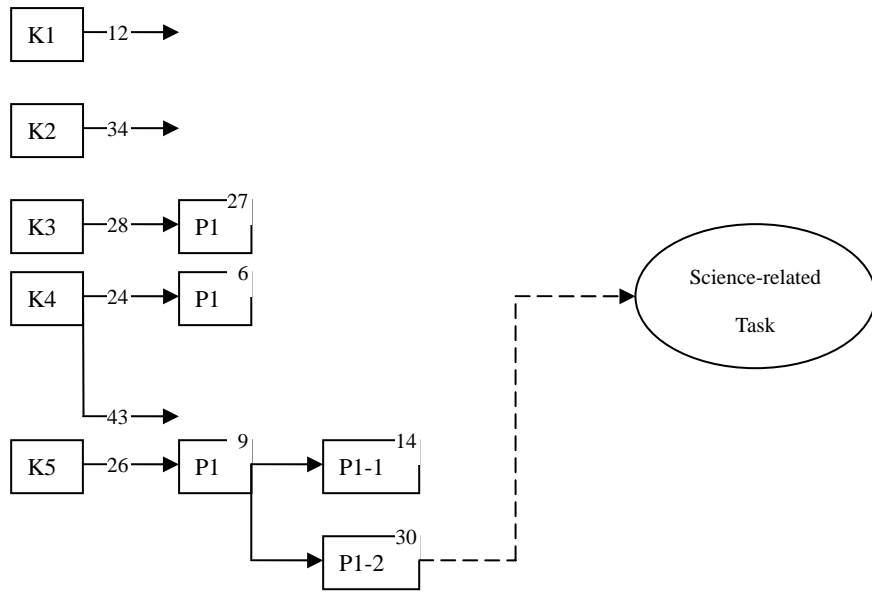 K1 12
K2 34
K3 28 P1 27
K4 24 P1 6
Science-related
Task
43
K5 26 P1 9 P1-1 14
P1-2 30